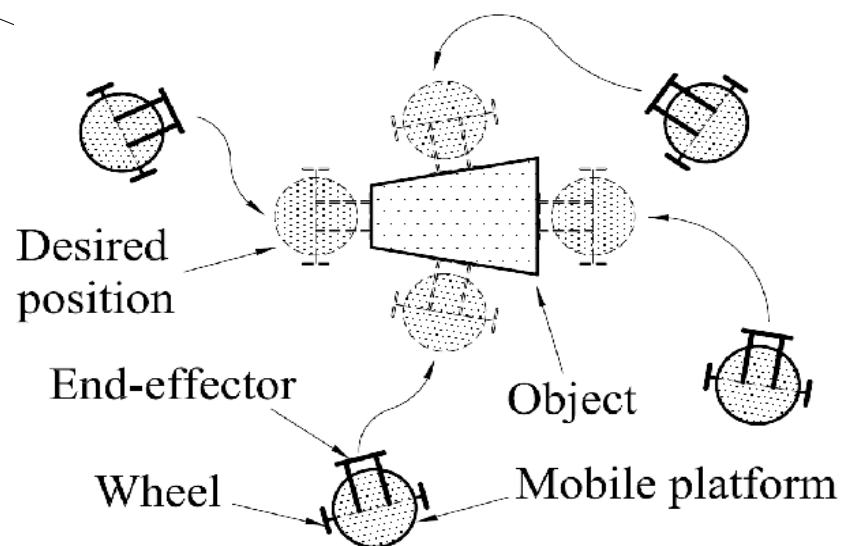 Desired
position
End-effector
Object
Wheel
Mobile platform